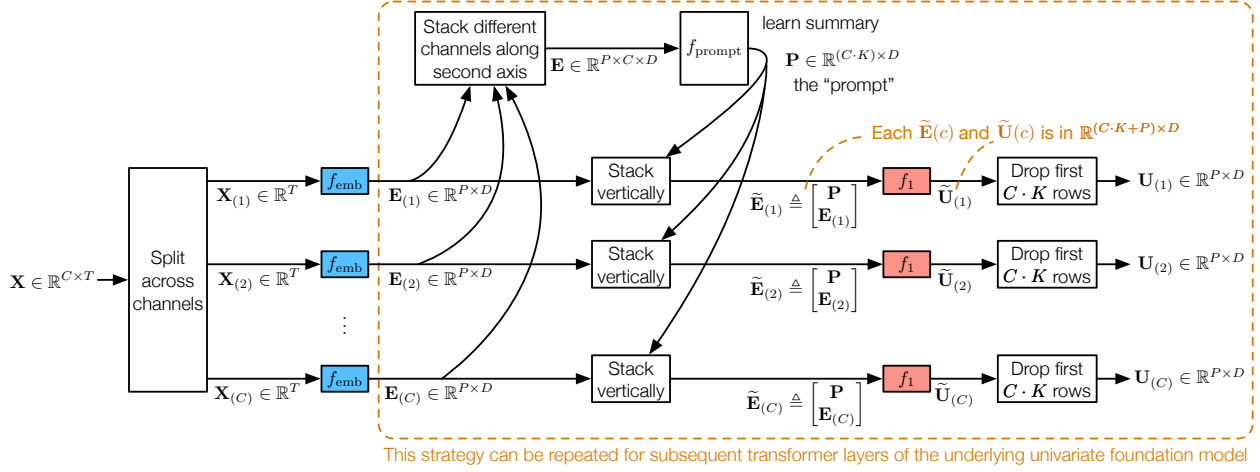 Stack different
channels along
second axis
E ∈ ℝ^{P×C×D}
f_prompt
learn summary
P ∈ ℝ^{(C·K)×D}
the “prompt”
Each Ẽ(c) and Ũ(c) is in ℝ^{(C·K+P)×D}
X ∈ ℝ^{C×T}
Split
across
channels
X_(1) ∈ ℝ^T
f_emb
E_(1) ∈ ℝ^{P×D}
Stack
vertically
Ẽ_(1) ≜ [P
E_(1)]
f_1
Ũ_(1)
Drop first
C · K rows
U_(1) ∈ ℝ^{P×D}
X_(2) ∈ ℝ^T
f_emb
E_(2) ∈ ℝ^{P×D}
Stack
vertically
Ẽ_(2) ≜ [P
E_(2)]
f_1
Ũ_(2)
Drop first
C · K rows
U_(2) ∈ ℝ^{P×D}
⋮
X_(C) ∈ ℝ^T
f_emb
E_(C) ∈ ℝ^{P×D}
Stack
vertically
Ẽ_(C) ≜ [P
E_(C)]
f_1
Ũ_(C)
Drop first
C · K rows
U_(C) ∈ ℝ^{P×D}
This strategy can be repeated for subsequent transformer layers of the underlying univariate foundation model